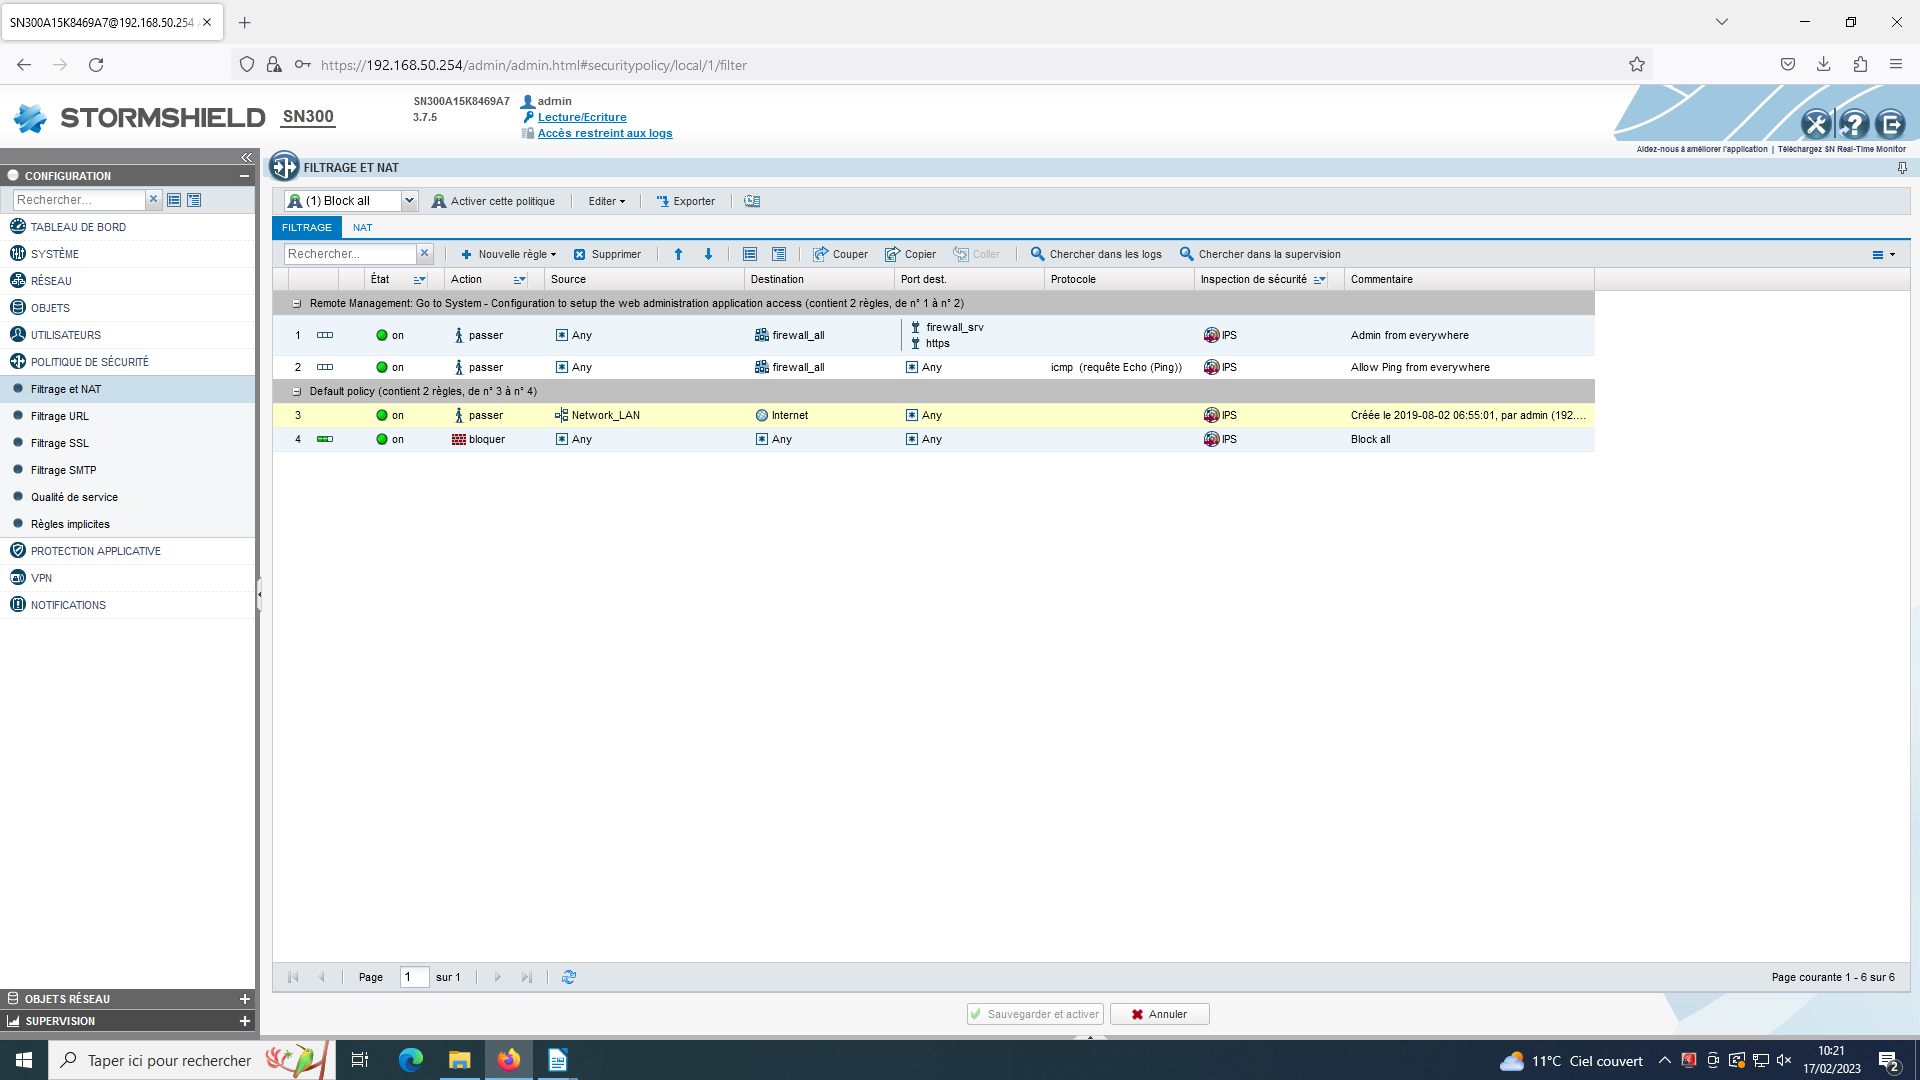 SN300A15K8469A7@192.168.50.254
https://192.168.50.254/admin/admin.html#securitypolicy/local/1/filter
STORMSHIELD SN300
SN300A15K8469A7
3.7.5
admin
Lecture/Ecriture
Accès restreint aux logs
Aidez-nous à améliorer l'application | Téléchargez SN Real-Time Monitor
CONFIGURATION
Rechercher...
TABLEAU DE BORD
SYSTÈME
RÉSEAU
OBJETS
UTILISATEURS
POLITIQUE DE SÉCURITÉ
Filtrage et NAT
Filtrage URL
Filtrage SSL
Filtrage SMTP
Qualité de service
Règles implicites
PROTECTION APPLICATIVE
VPN
NOTIFICATIONS
OBJETS RÉSEAU
SUPERVISION
FILTRAGE ET NAT
(1) Block all Activer cette politique Editer Exporter
FILTRAGE NAT
Rechercher... Nouvelle règle Supprimer Couper Copier Coller Chercher dans les logs Chercher dans la supervision
État Action Source Destination Port dest. Protocole Inspection de sécurité Commentaire
Remote Management: Go to System - Configuration to setup the web administration application access (contient 2 règles, de n° 1 à n° 2)
1 on passer Any firewall_all firewall_srv https IPS Admin from everywhere
2 on passer Any firewall_all Any icmp (requête Echo (Ping)) IPS Allow Ping from everywhere
Default policy (contient 2 règles, de n° 3 à n° 4)
3 on passer Network_LAN Internet Any IPS Créée le 2019-08-02 06:55:01, par admin (192....
4 on bloquer Any Any Any IPS Block all
Page 1 sur 1 Page courante 1 - 6 sur 6
Sauvegarder et activer Annuler
Taper ici pour rechercher
11°C Ciel couvert
10:21
17/02/2023
2